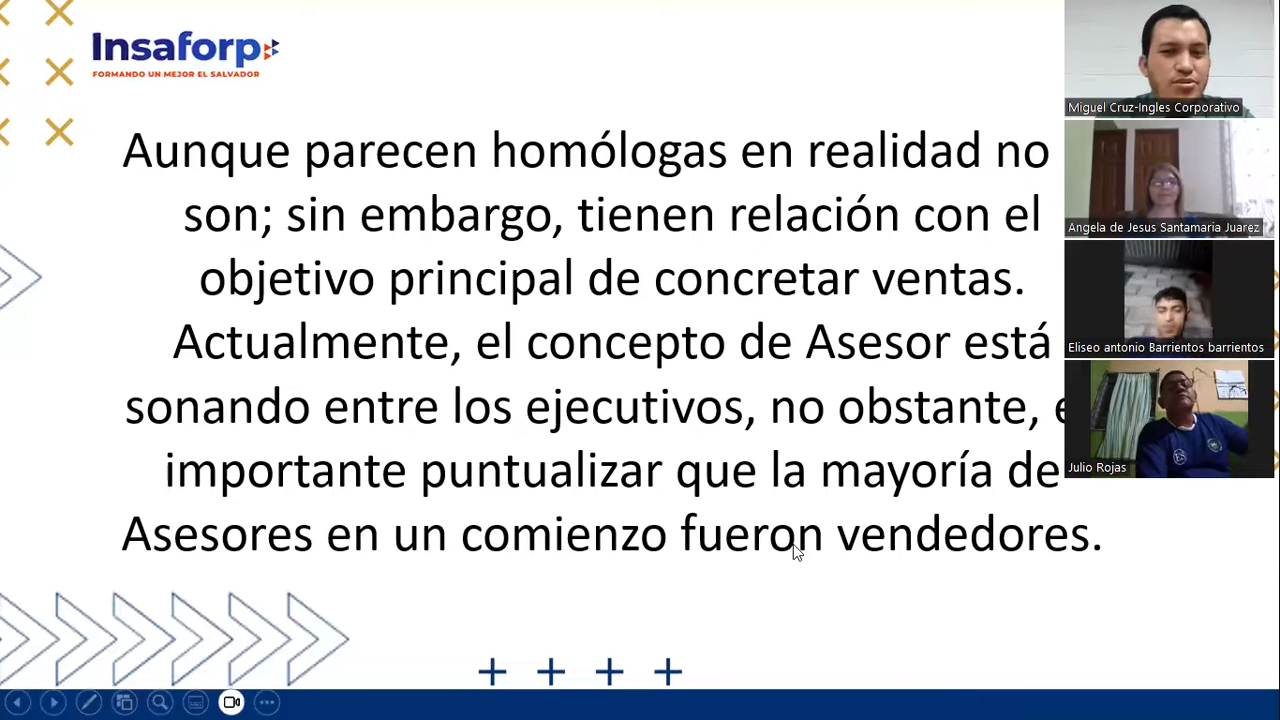 Insaforp
FORMANDO UN MEJOR EL SALVADOR
Aunque parecen homólogas en realidad no
son; sin embargo, tienen relación con el
objetivo principal de concretar ventas.
Actualmente, el concepto de Asesor está
sonando entre los ejecutivos, no obstante,
importante puntualizar que la mayoría de
Asesores en un comienzo fueron vendedores.
Miguel Cruz-Ingles Corporativo
Angela de Jesus Santamaria Juarez
Eliseo antonio Barrientos barrientos
Julio Rojas